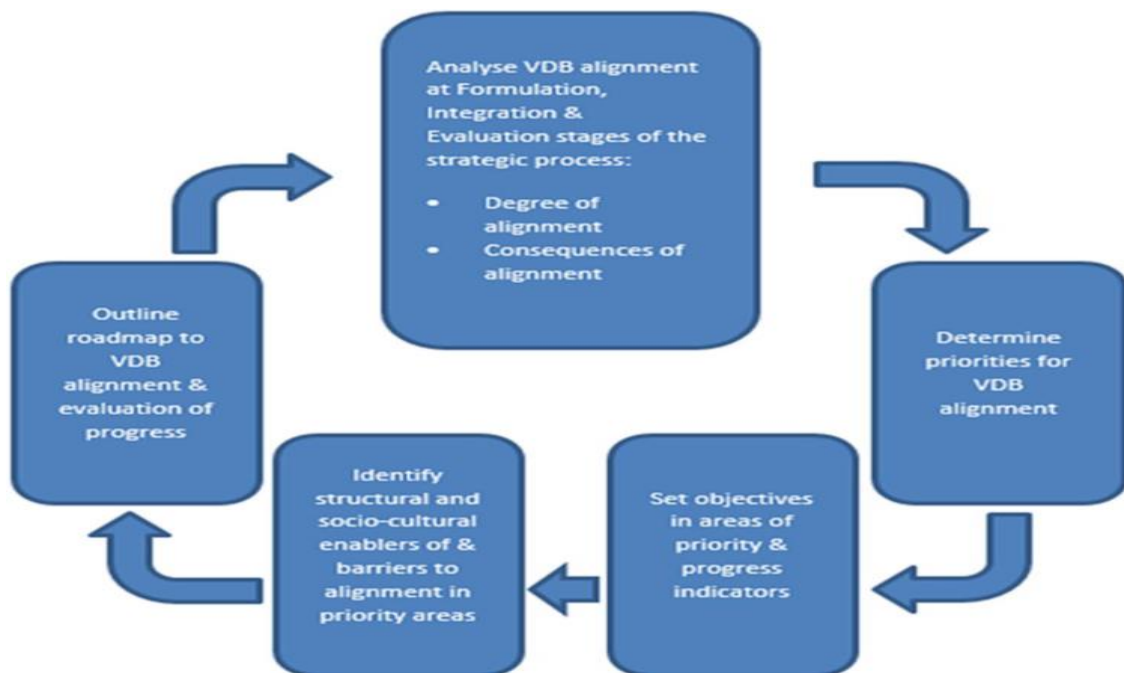 Analyse VDB alignment
at Formulation,
Integration &
Evaluation stages of the
strategic process:
• Degree of
alignment
• Consequences of
alignment
Determine
priorities for
VDB
alignment
Set objectives
in areas of
priority &
progress
indicators
Identify
structural and
socio-cultural
enablers of &
barriers to
alignment in
priority areas
Outline
roadmap to
VDB
alignment &
evaluation of
progress